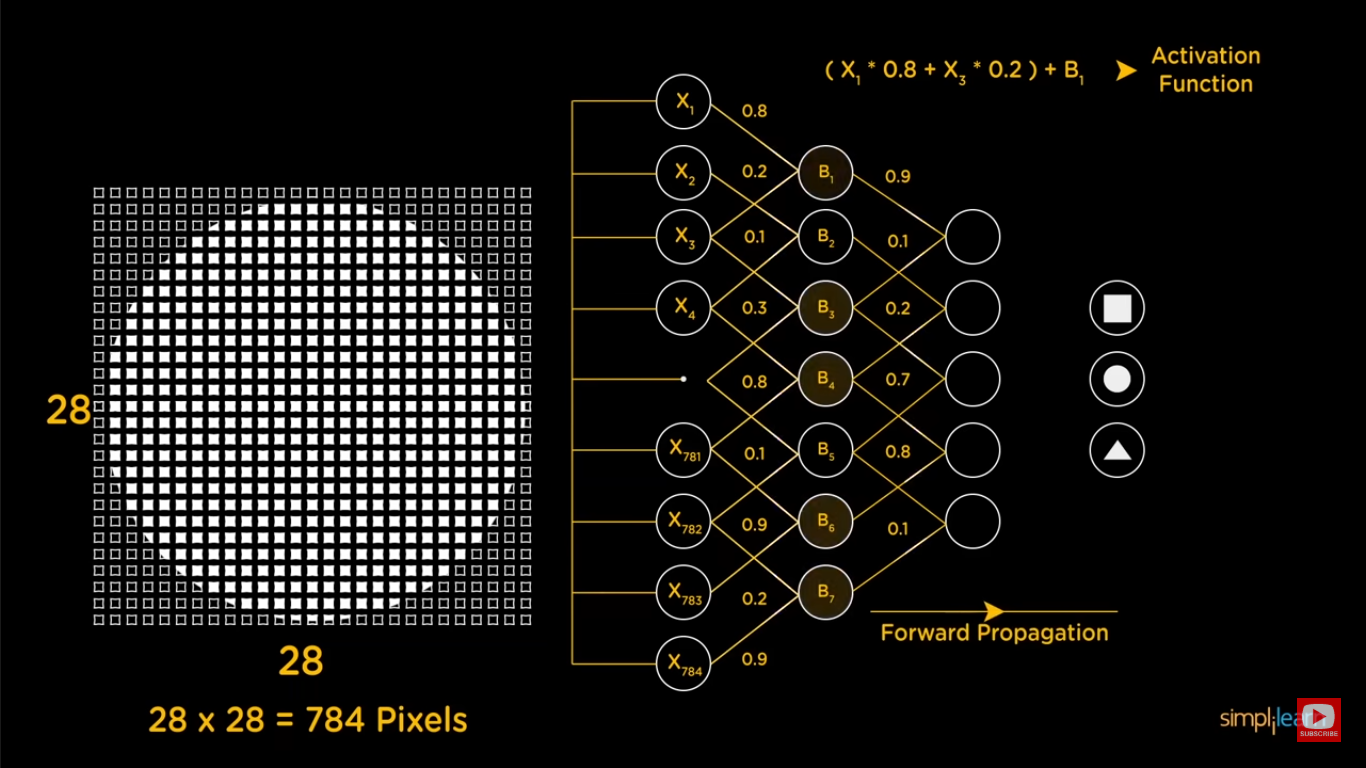 ( X₁ * 0.8 + X₃ * 0.2 ) + B₁
Activation
Function
X₁
X₂
X₃
X₄
X₇₈₁
X₇₈₂
X₇₈₃
X₇₈₄
0.8
0.2
0.1
0.3
0.8
0.1
0.9
0.2
0.9
B₁
B₂
B₃
B₄
B₅
B₆
B₇
0.9
0.1
0.2
0.7
0.8
0.1
28
28
28 x 28 = 784 Pixels
Forward Propagation
SUBSCRIBE